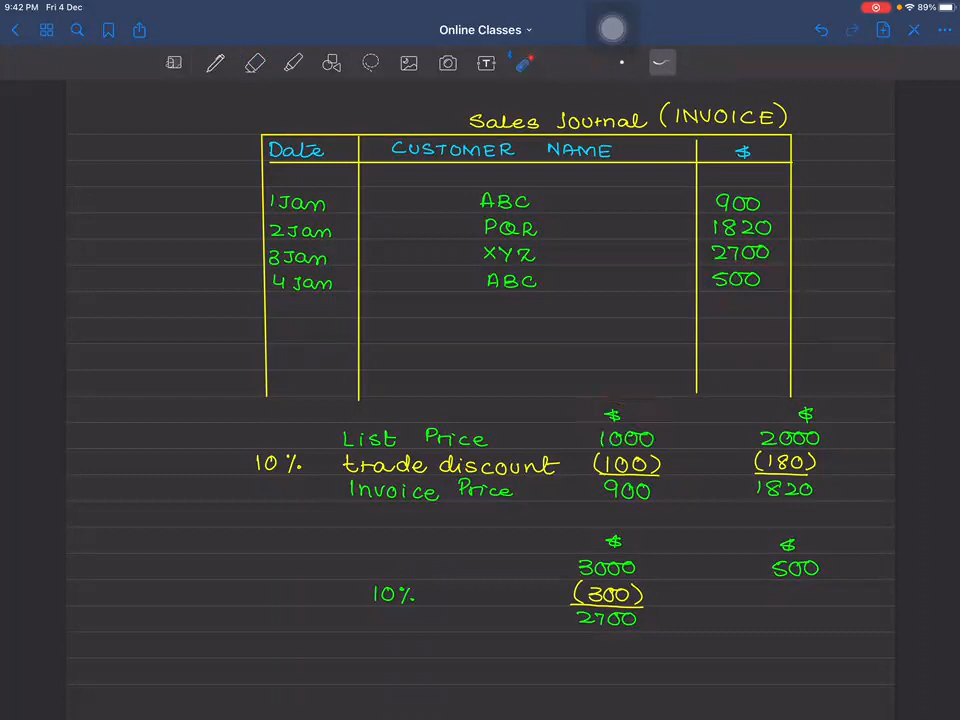 9:42 PM Fri 4 Dec 89%
Online Classes
T
Sales Journal (INVOICE)
Date CUSTOMER NAME $
1 Jan ABC 900
2 Jan PQR 1820
3 Jan XYZ 2700
4 Jan ABC 500
$ $
List Price 1000 2000
10% trade discount (100) (180)
Invoice Price 900 1820
$ $
3000 500
10% (300)
2700